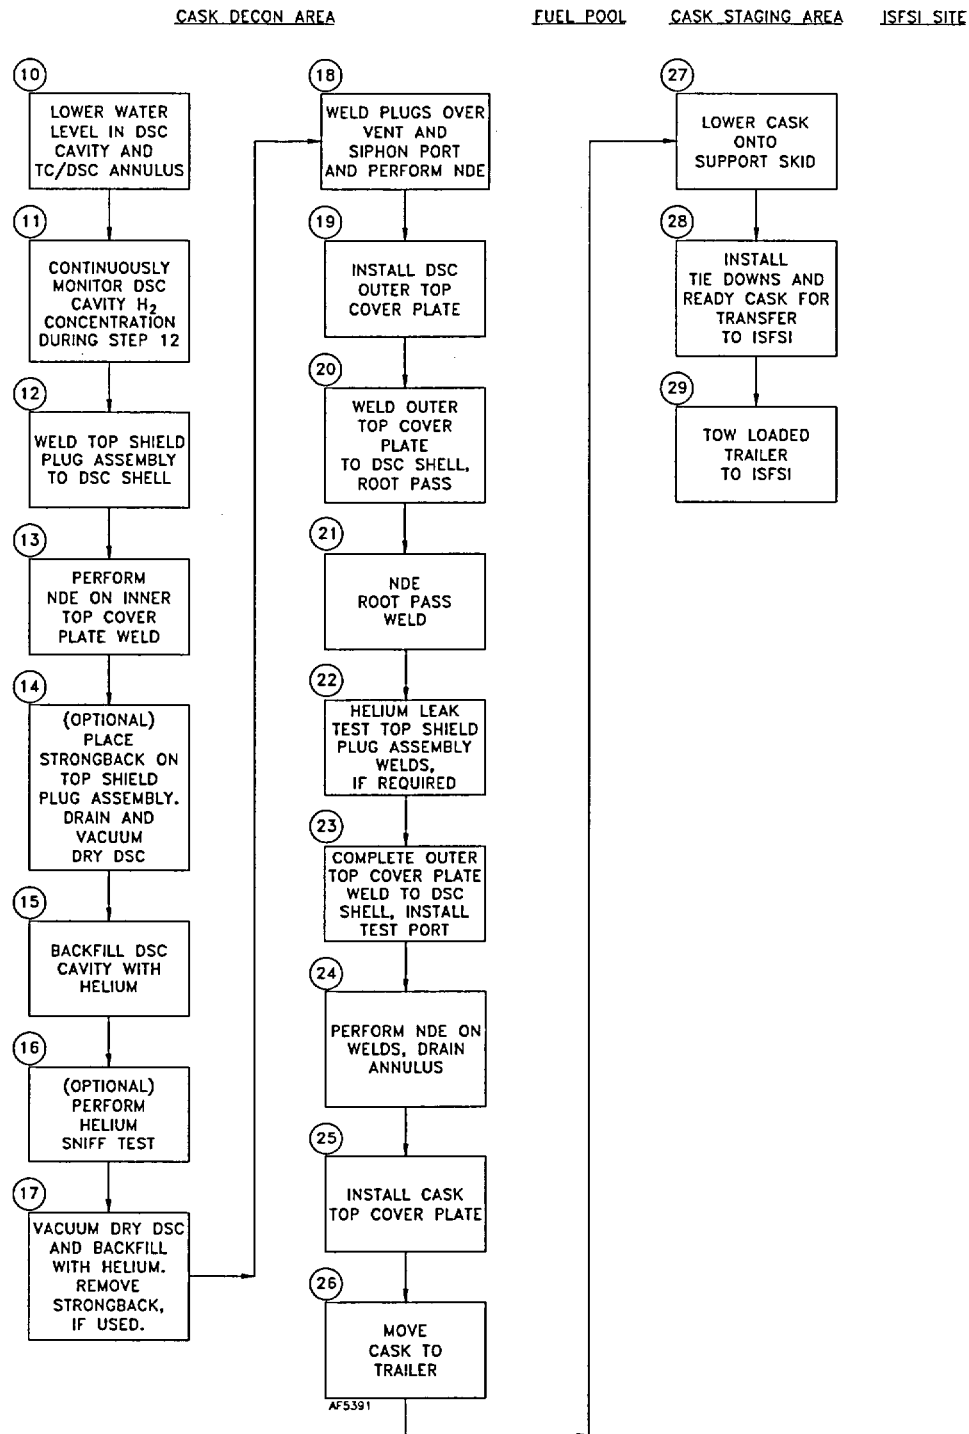 CASK DECON AREA
FUEL POOL
CASK STAGING AREA
ISFSI SITE
10
LOWER WATER
LEVEL IN DSC
CAVITY AND
TC/DSC ANNULUS
11
CONTINUOUSLY
MONITOR DSC
CAVITY H2
CONCENTRATION
DURING STEP 12
12
WELD TOP SHIELD
PLUG ASSEMBLY
TO DSC SHELL
13
PERFORM
NDE ON INNER
TOP COVER
PLATE WELD
14
(OPTIONAL)
PLACE
STRONGBACK ON
TOP SHIELD
PLUG ASSEMBLY.
DRAIN AND
VACUUM
DRY DSC
15
BACKFILL DSC
CAVITY WITH
HELIUM
16
(OPTIONAL)
PERFORM
HELIUM
SNIFF TEST
17
VACUUM DRY DSC
AND BACKFILL
WITH HELIUM.
REMOVE
STRONGBACK,
IF USED.
18
WELD PLUGS OVER
VENT AND
SIPHON PORT
AND PERFORM NDE
19
INSTALL DSC
OUTER TOP
COVER PLATE
20
WELD OUTER
TOP COVER
PLATE
TO DSC SHELL,
ROOT PASS
21
NDE
ROOT PASS
WELD
22
HELIUM LEAK
TEST TOP SHIELD
PLUG ASSEMBLY
WELDS,
IF REQUIRED
23
COMPLETE OUTER
TOP COVER PLATE
WELD TO DSC
SHELL, INSTALL
TEST PORT
24
PERFORM NDE ON
WELDS, DRAIN
ANNULUS
25
INSTALL CASK
TOP COVER PLATE
26
MOVE
CASK TO
TRAILER
AF5391
27
LOWER CASK
ONTO
SUPPORT SKID
28
INSTALL
TIE DOWNS AND
READY CASK FOR
TRANSFER
TO ISFSI
29
TOW LOADED
TRAILER
TO ISFSI